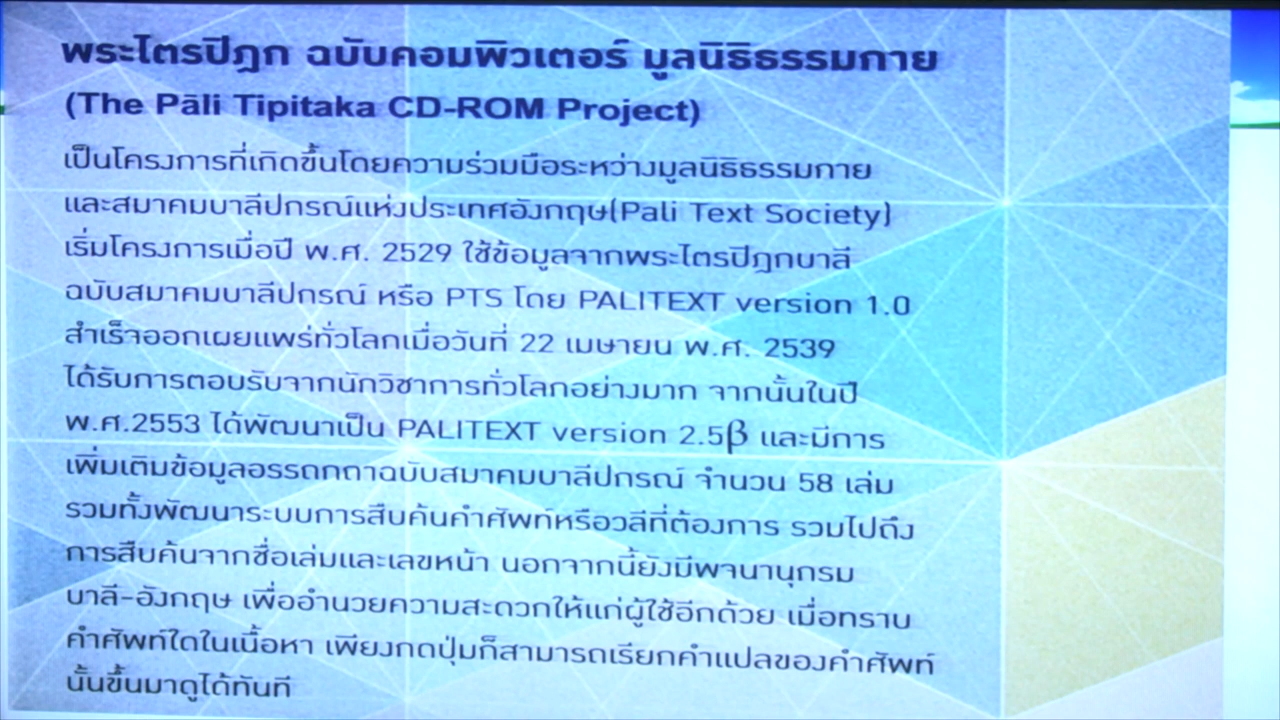 พระไตรปิฎก ฉบับคอมพิวเตอร์ มูลนิธิธรรมกาย
(The Pāli Tipitaka CD-ROM Project)
เป็นโครงการที่เกิดขึ้นโดยความร่วมมือระหว่างมูลนิธิธรรมกาย
และสมาคมบาลีปกรณ์แห่งประเทศอังกฤษ(Pali Text Society)
เริ่มโครงการเมื่อปี พ.ศ. 2529 ใช้ข้อมูลจากพระไตรปิฎกบาลี
ฉบับสมาคมบาลีปกรณ์ หรือ PTS โดย PALITEXT version 1.0
สำเร็จออกเผยแพร่ทั่วโลกเมื่อวันที่ 22 เมษายน พ.ศ. 2539
ได้รับการตอบรับจากนักวิชาการทั่วโลกอย่างมาก จากนั้นในปี
พ.ศ.2553 ได้พัฒนาเป็น PALITEXT version 2.5β และมีการ
เพิ่มเติมข้อมูลอรรถกถาฉบับสมาคมบาลีปกรณ์ จำนวน 58 เล่ม
รวมทั้งพัฒนาระบบการสืบค้นคำศัพท์หรือวลีที่ต้องการ รวมไปถึง
การสืบค้นจากชื่อเล่มและเลขหน้า นอกจากนี้ยังมีพจนานุกรม
บาลี-อังกฤษ เพื่ออำนวยความสะดวกให้แก่ผู้ใช้อีกด้วย เมื่อทราบ
คำศัพท์ใดในเนื้อหา เพียงกดปุ่มก็สามารถเรียกคำแปลของคำศัพท์
นั้นขึ้นมาดูได้ทันที